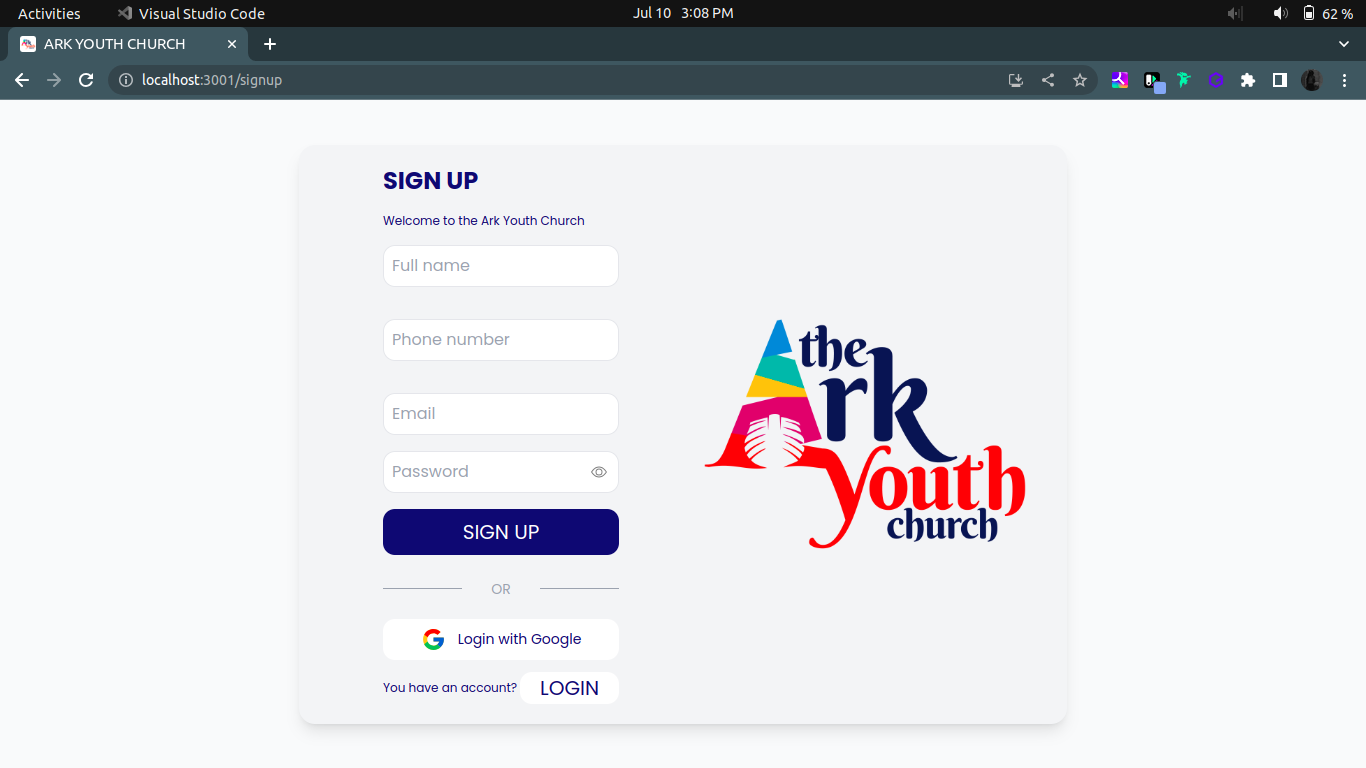 Activities Visual Studio Code Jul 10 3:08 PM 62 %
ARK YOUTH CHURCH
localhost:3001/signup
SIGN UP
Welcome to the Ark Youth Church
Full name
Phone number
Email
Password
SIGN UP
OR
Login with Google
You have an account? LOGIN
the
Ark
Youth
church